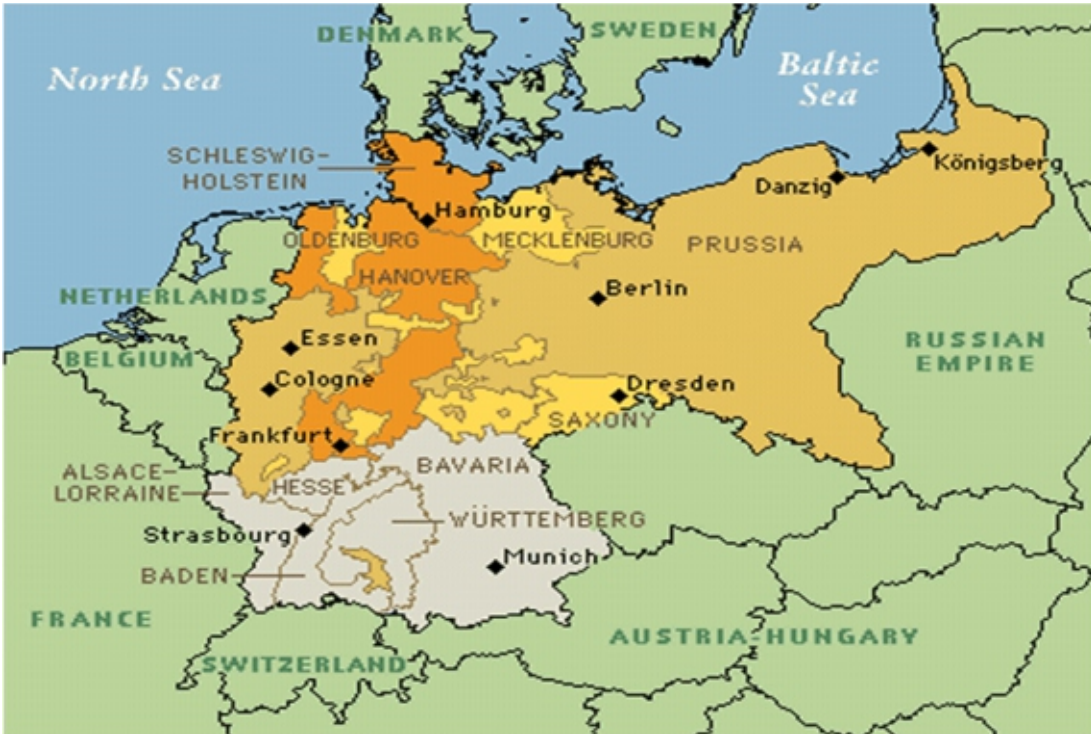 DENMARK
SWEDEN
North Sea
Baltic
Sea
SCHLESWIG-
HOLSTEIN
Königsberg
Danzig
Hamburg
OLDENBURG
MECKLENBURG
PRUSSIA
HANOVER
NETHERLANDS
Berlin
Essen
RUSSIAN
EMPIRE
BELGIUM
Cologne
Dresden
SAXONY
Frankfurt
ALSACE-
LORRAINE
HESSE
BAVARIA
WÜRTTEMBERG
Strasbourg
Munich
BADEN
FRANCE
AUSTRIA-HUNGARY
SWITZERLAND